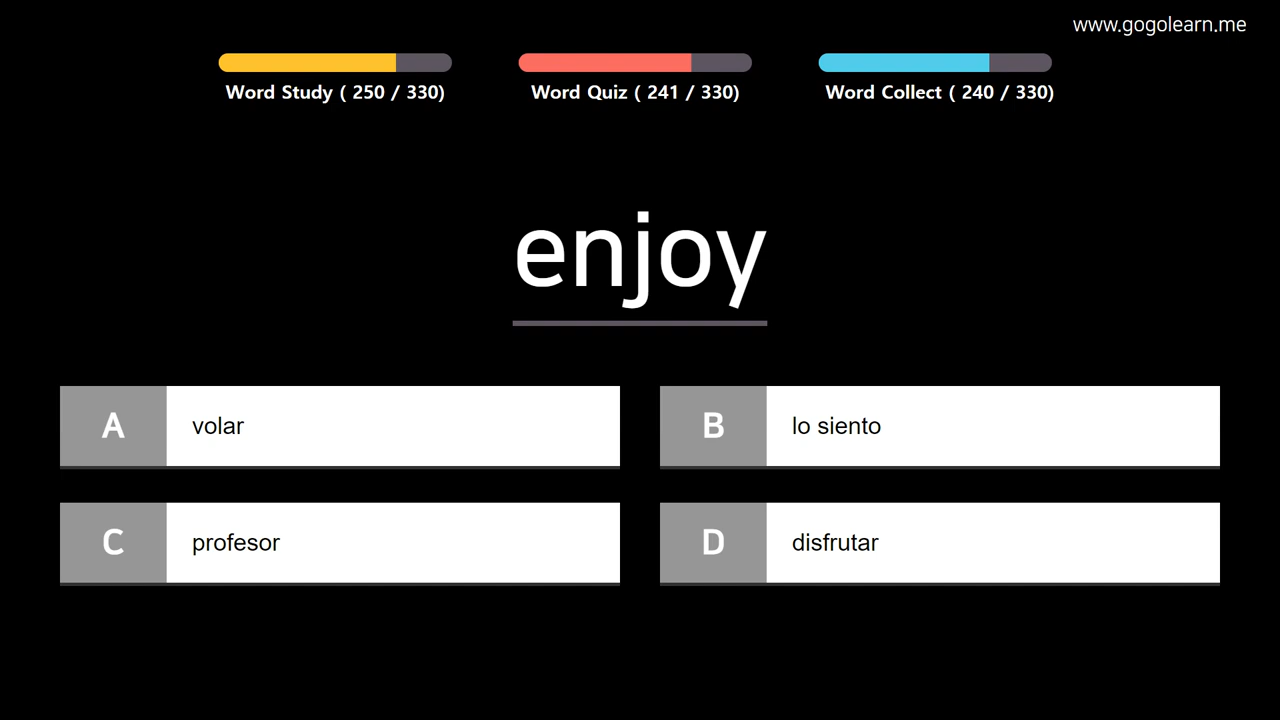 www.gogolearn.me
Word Study ( 250 / 330)
Word Quiz ( 241 / 330)
Word Collect ( 240 / 330)
enjoy
A volar
B lo siento
C profesor
D disfrutar